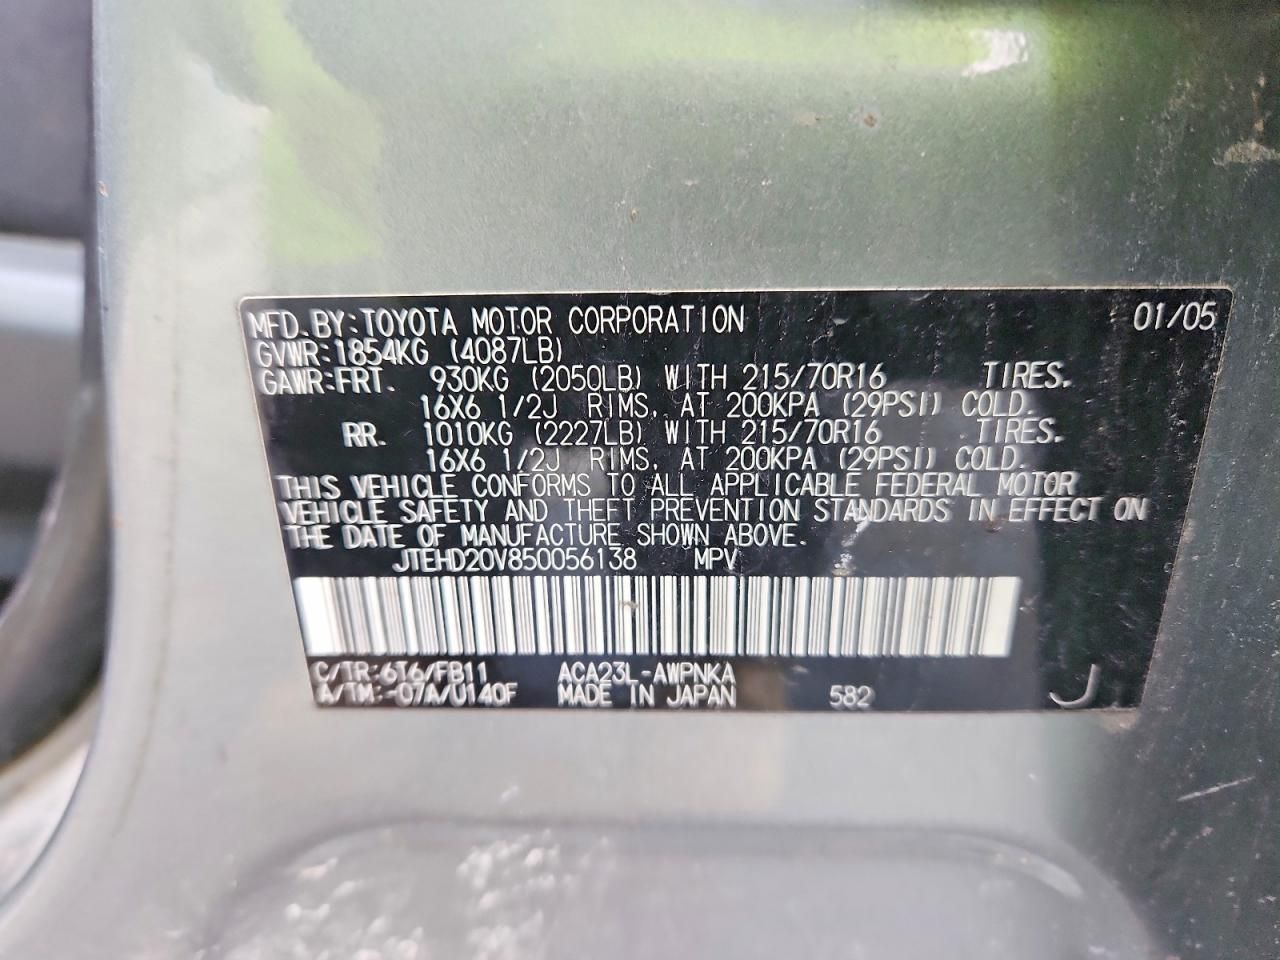 MFD. BY: TOYOTA MOTOR CORPORATION 01/05
GVWR: 1854KG (4087LB)
GAWR: FRT. 930KG (2050LB) WITH 215/70R16 TIRES.
16X6 1/2J RIMS, AT 200KPA (29PSI) COLD.
RR. 1010KG (2227LB) WITH 215/70R16 TIRES.
16X6 1/2J RIMS, AT 200KPA (29PSI) COLD.
THIS VEHICLE CONFORMS TO ALL APPLICABLE FEDERAL MOTOR
VEHICLE SAFETY AND THEFT PREVENTION STANDARDS IN EFFECT ON
THE DATE OF MANUFACTURE SHOWN ABOVE.
JTEHD20V850056138 MPV
C/TR:6T6/FB11 ACA23L-AWPNKA
A/TM:-07A/U140F MADE IN JAPAN 582 J